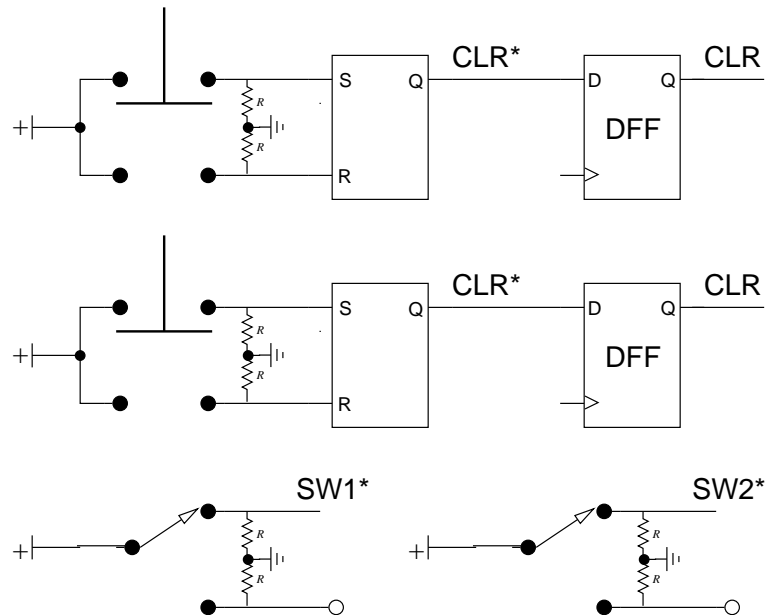 CLR* CLR
S Q D Q
R
+ DFF
R
R
CLR* CLR
S Q D Q
R
+ DFF
R
R
SW1* SW2*
R R
+ +
R R